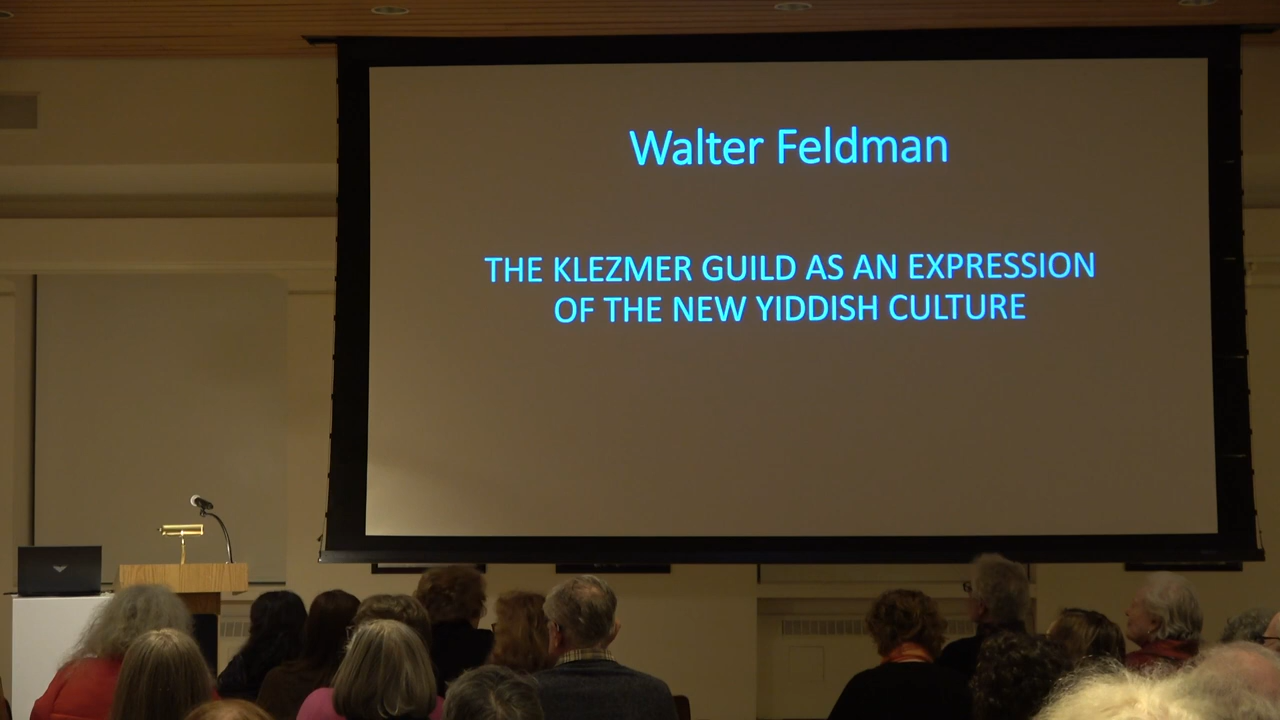 Walter Feldman
THE KLEZMER GUILD AS AN EXPRESSION
OF THE NEW YIDDISH CULTURE